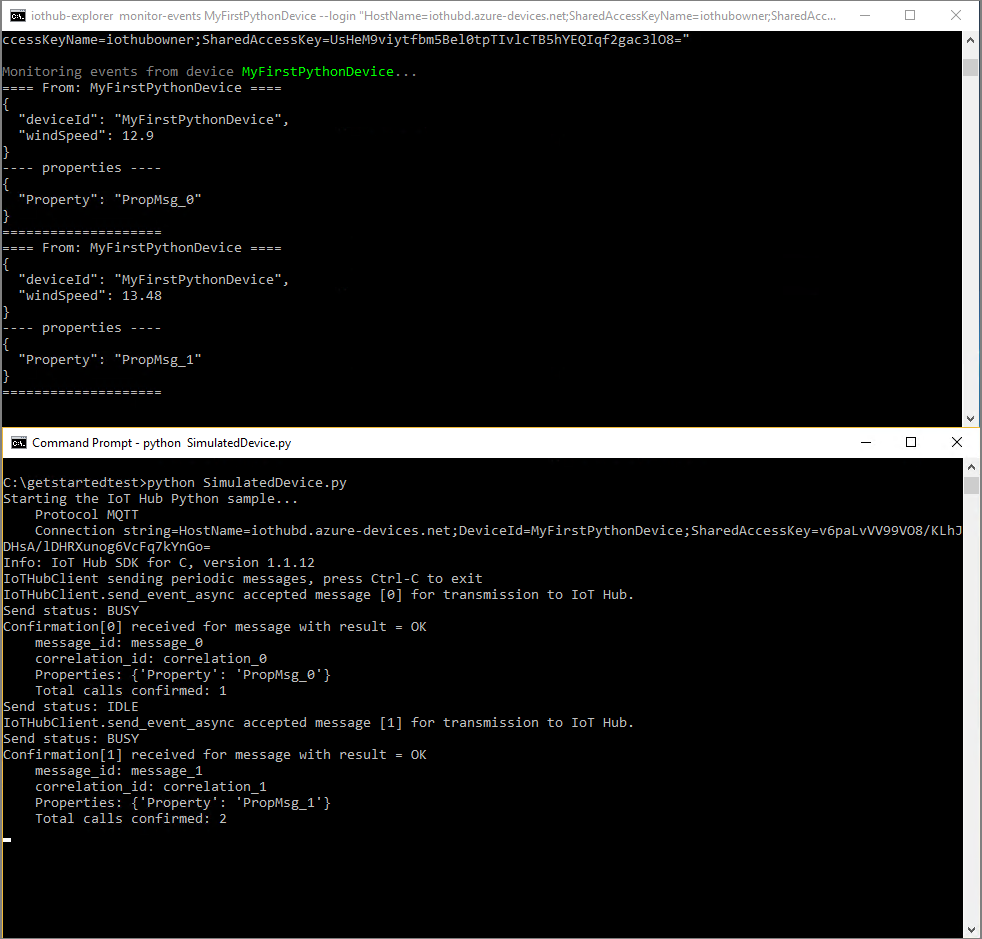 iothub-explorer monitor-events MyFirstPythonDevice --login "HostName=iothubd.azure-devices.net;SharedAccessKeyName=iothubowner;SharedAcc...
ccessKeyName=iothubowner;SharedAccessKey=UsHeM9viytfbm5Bel0tpTIvlcTB5hYEQIqf2gac3lO8="
Monitoring events from device MyFirstPythonDevice...
==== From: MyFirstPythonDevice ====
{
  "deviceId": "MyFirstPythonDevice",
  "windSpeed": 12.9
}
---- properties ----
{
  "Property": "PropMsg_0"
}
====================
==== From: MyFirstPythonDevice ====
{
  "deviceId": "MyFirstPythonDevice",
  "windSpeed": 13.48
}
---- properties ----
{
  "Property": "PropMsg_1"
}
====================
Command Prompt - python  SimulatedDevice.py
C:\getstartedtest>python SimulatedDevice.py
Starting the IoT Hub Python sample...
    Protocol MQTT
    Connection string=HostName=iothubd.azure-devices.net;DeviceId=MyFirstPythonDevice;SharedAccessKey=v6paLvVV99VO8/KLhJ
DHsA/lDHRXunog6VcFq7kYnGo=
Info: IoT Hub SDK for C, version 1.1.12
IoTHubClient sending periodic messages, press Ctrl-C to exit
IoTHubClient.send_event_async accepted message [0] for transmission to IoT Hub.
Send status: BUSY
Confirmation[0] received for message with result = OK
    message_id: message_0
    correlation_id: correlation_0
    Properties: {'Property': 'PropMsg_0'}
    Total calls confirmed: 1
Send status: IDLE
IoTHubClient.send_event_async accepted message [1] for transmission to IoT Hub.
Send status: BUSY
Confirmation[1] received for message with result = OK
    message_id: message_1
    correlation_id: correlation_1
    Properties: {'Property': 'PropMsg_1'}
    Total calls confirmed: 2